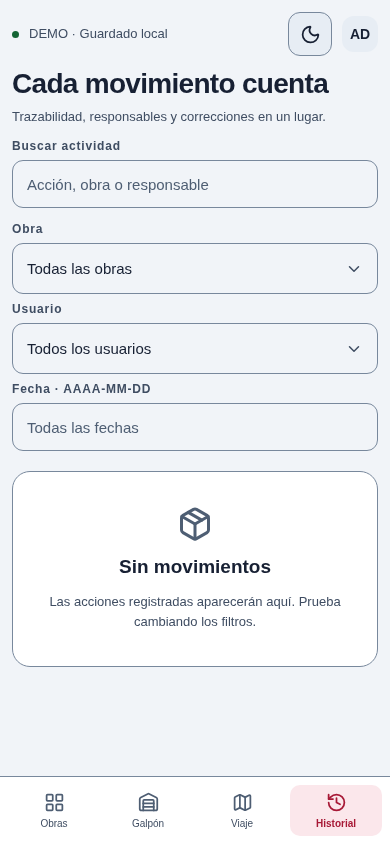 DEMO · Guardado local
AD
Cada movimiento cuenta
Trazabilidad, responsables y correcciones en un lugar.
Buscar actividad
Acción, obra o responsable
Obra
Todas las obras
Usuario
Todos los usuarios
Fecha · AAAA-MM-DD
Todas las fechas
Sin movimientos
Las acciones registradas aparecerán aquí. Prueba
cambiando los filtros.
Obras
Galpón
Viaje
Historial